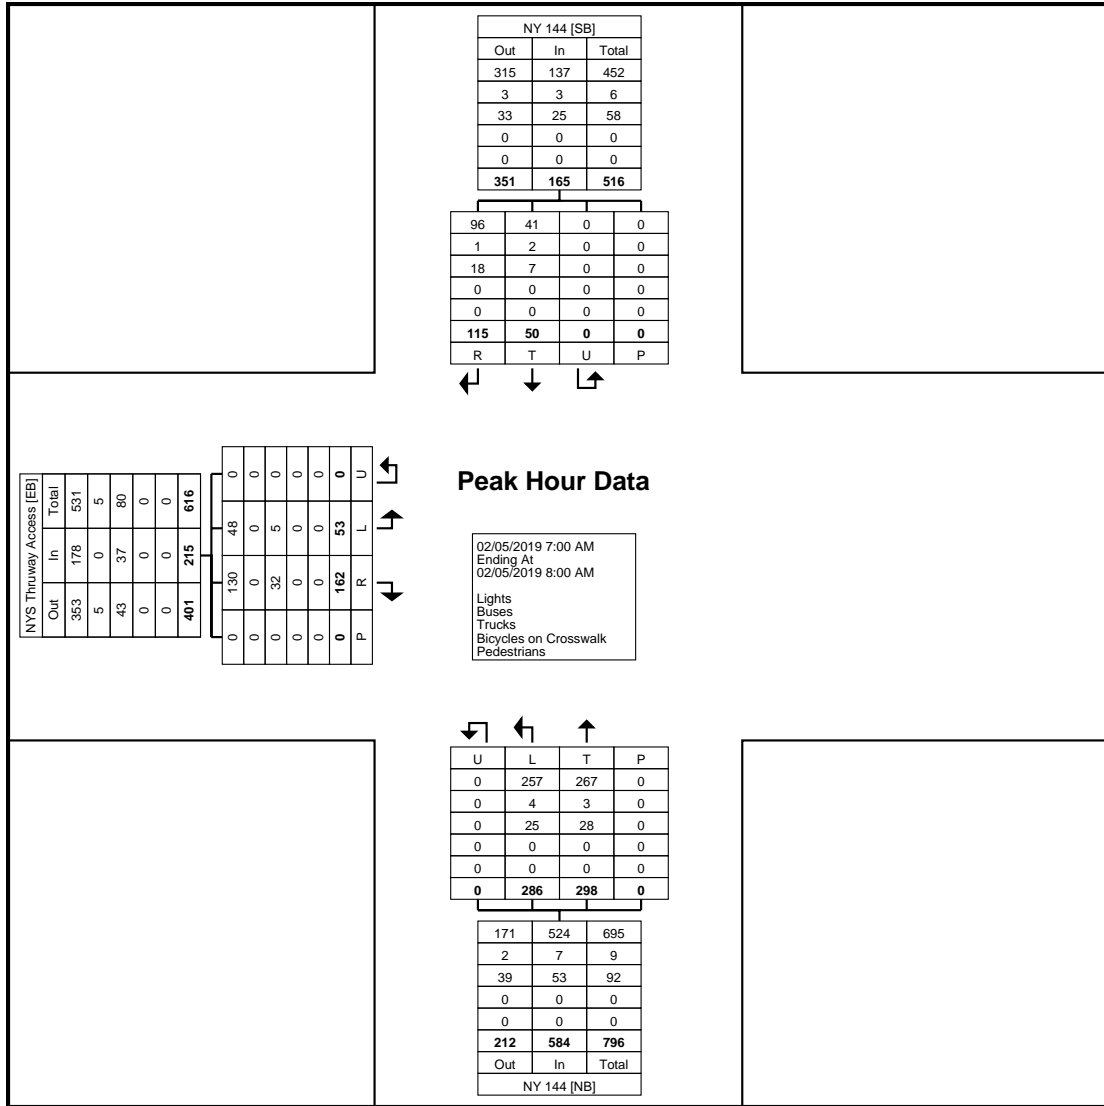 NY 144 [SB]
Out In Total
315 137 452
3 3 6
33 25 58
0 0 0
0 0 0
351 165 516
96 41 0 0
1 2 0 0
18 7 0 0
0 0 0 0
0 0 0 0
115 50 0 0
R T U P
NYS Thruway Access [EB]
Out In Total
353 178 531
5 0 5
43 37 80
0 0 0
0 0 0
401 215 616
0 130 48 0
0 0 0 0
0 32 5 0
0 0 0 0
0 0 0 0
0 162 53 0
P R L U
Peak Hour Data
02/05/2019 7:00 AM
Ending At
02/05/2019 8:00 AM
Lights
Buses
Trucks
Bicycles on Crosswalk
Pedestrians
U L T P
0 257 267 0
0 4 3 0
0 25 28 0
0 0 0 0
0 0 0 0
0 286 298 0
171 524 695
2 7 9
39 53 92
0 0 0
0 0 0
212 584 796
Out In Total
NY 144 [NB]